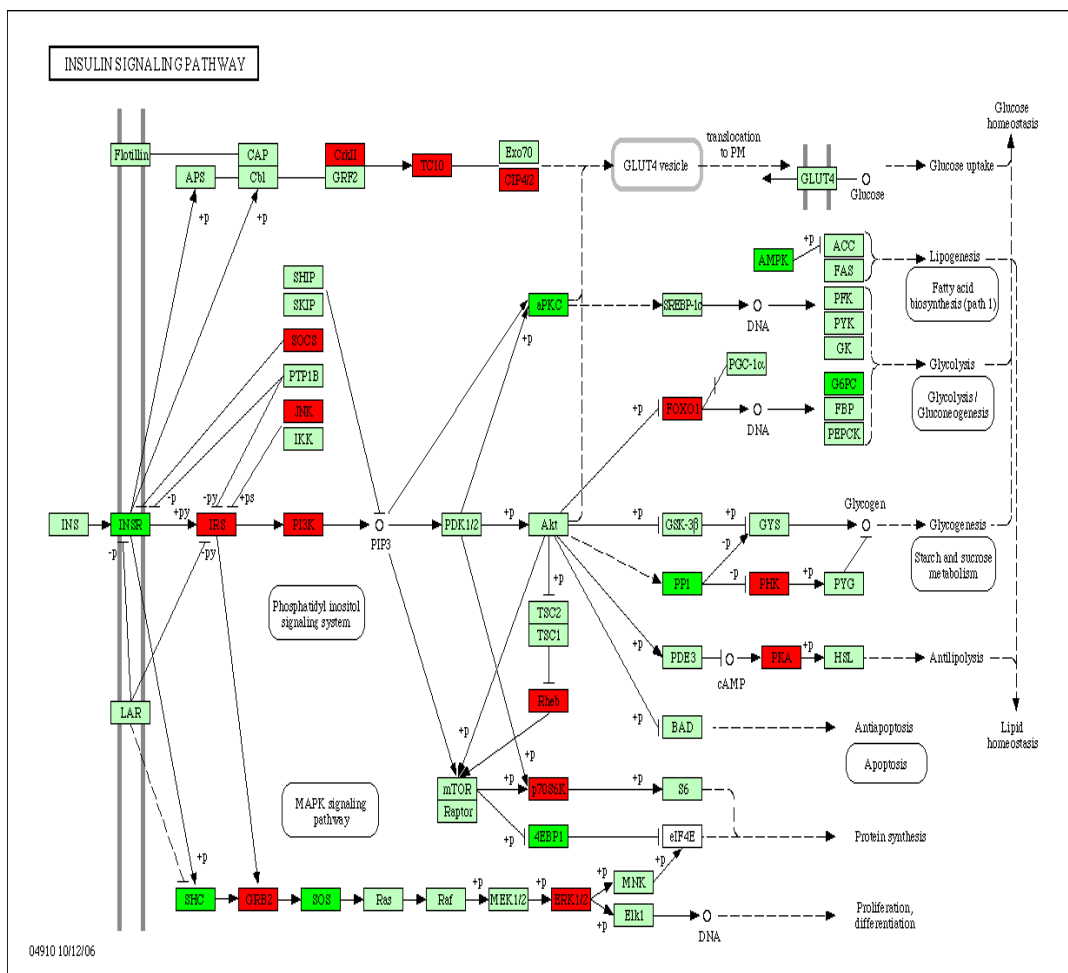 INSULIN SIGNALING PATHWAY
Glucose
homeostasis
Flotillin
CAP
CrkII
TC10
Exo70
translocation
to PM
APS
Cbl
GRF2
CIP4/2
GLUT4 vesicle
GLUT4
Glucose
Glucose uptake
+p
+p
+p
ACC
AMPK
FAS
Lipogenesis
Fatty acid
biosynthesis (path 1)
SHIP
SKIP
aPKC
+p
SREBP-1c
DNA
PFK
PYK
GK
SOCS
PTP1B
JNK
IKK
PGC-1α
Glycolysis
+p
FOXO1
DNA
G6PC
FBP
PEPCK
Glycolysis /
Gluconeogenesis
-p
-py
+ps
+py
INS
INSR
IRS
PI3K
PIP3
PDK1/2
+p
Akt
+p
GSK-3β
+p
GYS
Glycogen
Glycogenesis
-p
-py
-p
Starch and sucrose
metabolism
PP1
-p
PHK
+p
PYG
+p
Phosphatidyl inositol
signaling system
TSC2
TSC1
+p
PDE3
cAMP
PKA
+p
HSL
Antilipolysis
Rheb
LAR
+p
+p
BAD
Antiapoptosis
Lipid
homeostasis
Apoptosis
+p
mTOR
Raptor
+p
p70S6K
+p
S6
MAPK signaling
pathway
+p
4EBP1
eIF4E
Protein synthesis
+p
SHC
GRB2
SOS
Ras
Raf
+p
MEK1/2
+p
ERK1/2
+p
MNK
+p
+p
Elk1
DNA
Proliferation,
differentiation
04910 10/12/06